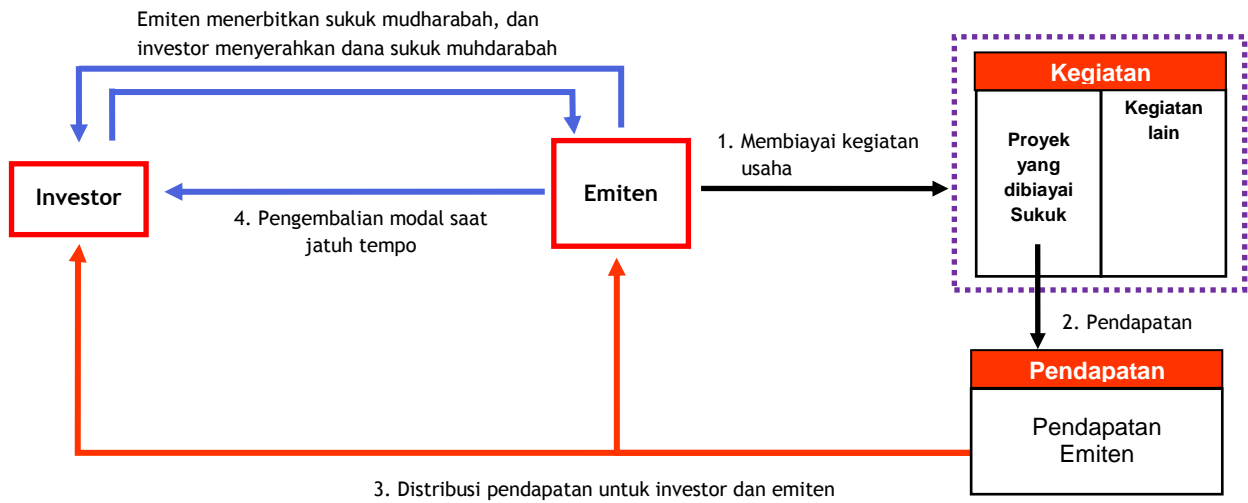 Emiten menerbitkan sukuk mudharabah, dan
investor menyerahkan dana sukuk muhdarabah
Kegiatan
Proyek
yang
dibiayai
Sukuk
Kegiatan
lain
1. Membiayai kegiatan
usaha
Investor
Emiten
4. Pengembalian modal saat
jatuh tempo
2. Pendapatan
Pendapatan
Pendapatan
Emiten
3. Distribusi pendapatan untuk investor dan emiten